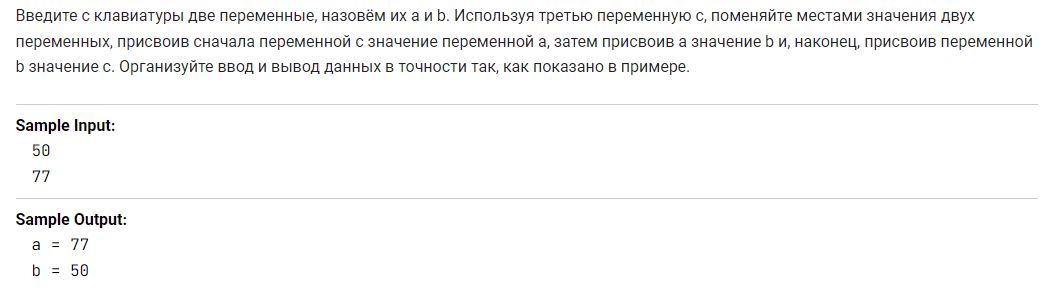 Введите с клавиатуры две переменные, назовём их a и b. Используя третью переменную c, поменяйте местами значения двух
переменных, присвоив сначала переменной c значение переменной a, затем присвоив a значение b и, наконец, присвоив переменной
b значение c. Организуйте ввод и вывод данных в точности так, как показано в примере.
Sample Input:
50
77
Sample Output:
a = 77
b = 50